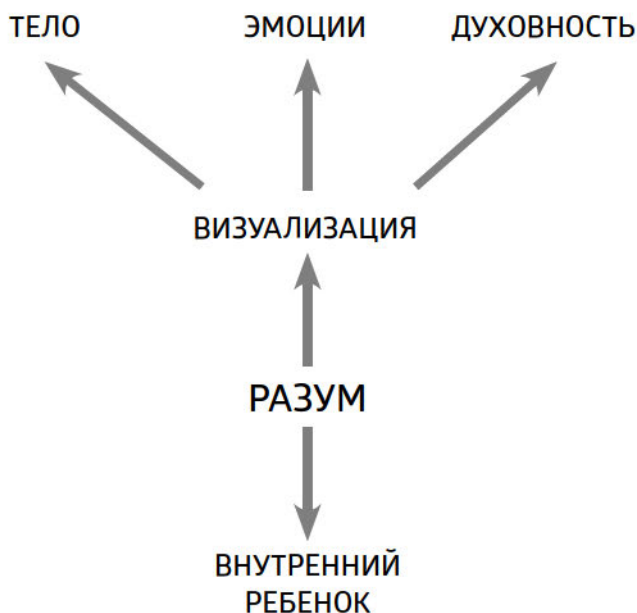 ТЕЛО ЭМОЦИИ ДУХОВНОСТЬ
ВИЗУАЛИЗАЦИЯ
РАЗУМ
ВНУТРЕННИЙ
РЕБЕНОК